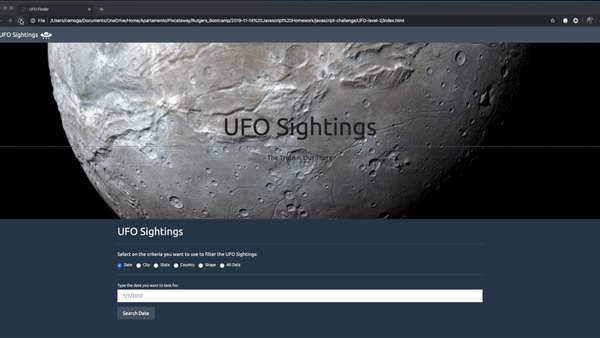 UFO Finder
File | /Users/cemoga/Documents/OneDrive/Home/Apartamento/Piscataway/Rutgers_Bootcamp/2019-11-14%20Javascript%20Homework/javascript-challenge/UFO-level-2/index.html
UFO Sightings
UFO Sightings
The Truth is Out There
UFO Sightings
Select on the criteria you want to use to filter the UFO Sightings:
Date City State Country Shape All Data
Type the date you want to look for:
1/1/2010
Search Date